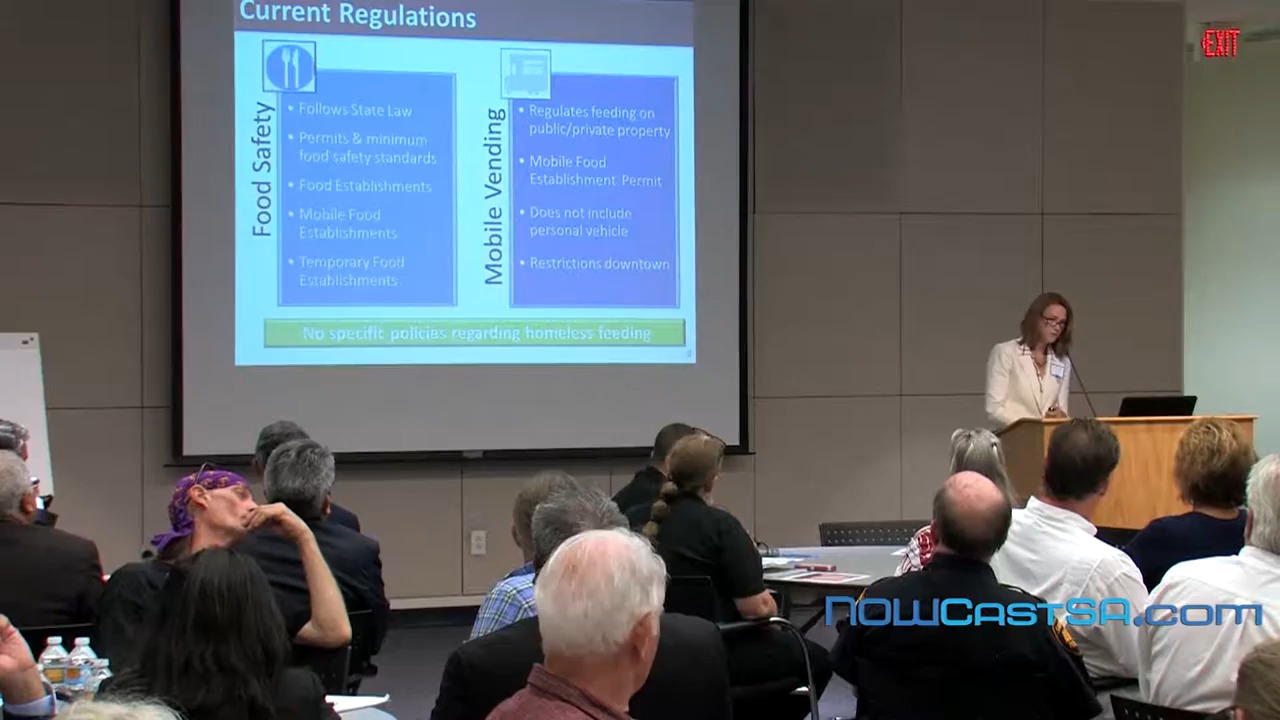 Current Regulations
Food Safety
• Follows State Law
• Permits & minimum
food safety standards
• Food Establishments
• Mobile Food
Establishments
• Temporary Food
Establishments
Mobile Vending
• Regulates feeding on
public/private property
• Mobile Food
Establishment Permit
• Does not include
personal vehicle
• Restrictions downtown
No specific policies regarding homeless feeding
EXIT
NOWCastSA.com